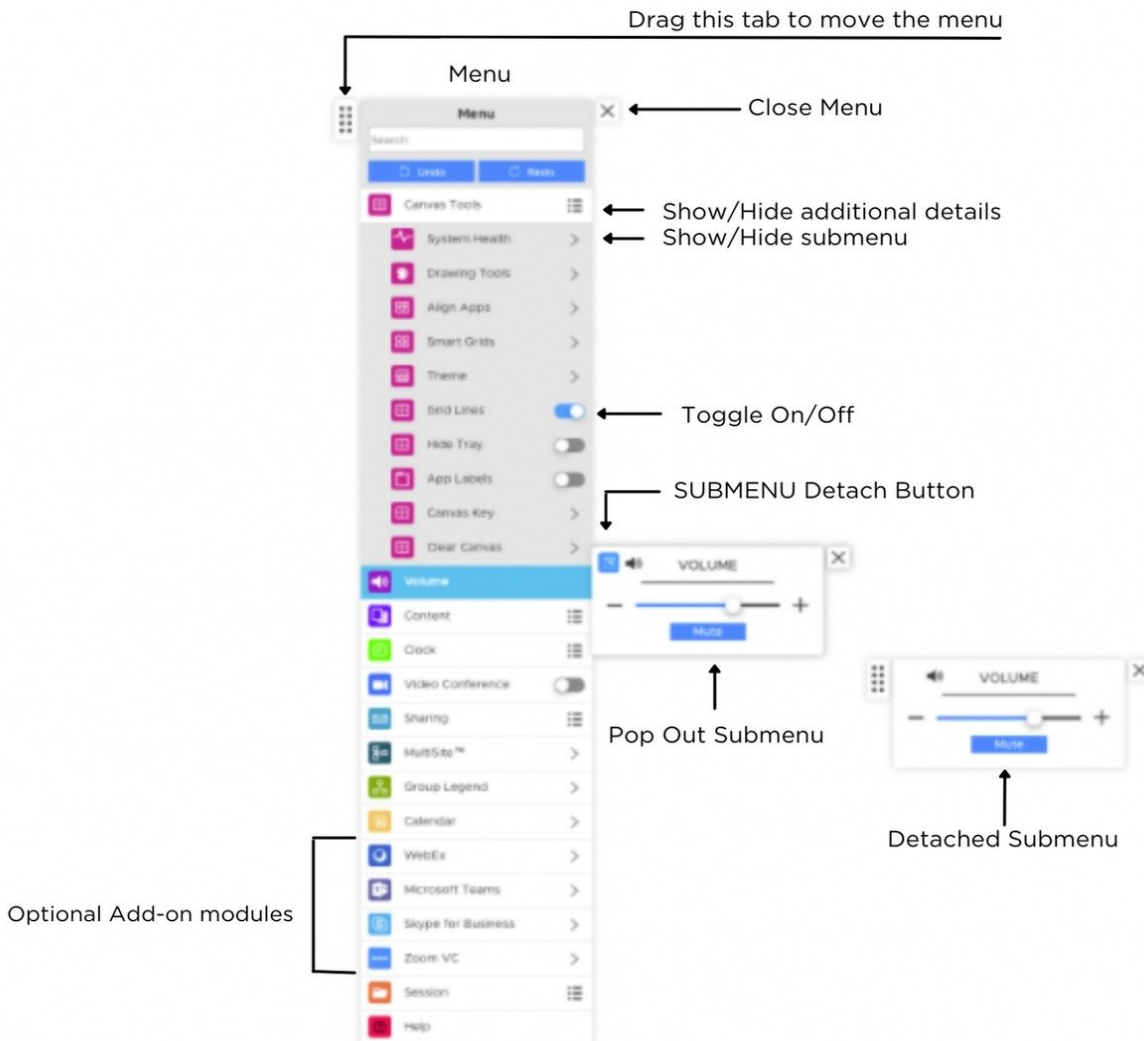 Drag this tab to move the menu
Menu
Menu
Close Menu
Search
Undo
Redo
Canvas Tools
Show/Hide additional details
System Health
Show/Hide submenu
Drawing Tools
Align Apps
Smart Grids
Theme
Grid Lines
Toggle On/Off
Hide Tray
App Labels
SUBMENU Detach Button
Canvas Key
Clear Canvas
VOLUME
Volume
Mute
Content
Clock
Video Conference
VOLUME
Sharing
Pop Out Submenu
Mute
MultiSite™
Group Legend
Calendar
Detached Submenu
WebEx
Microsoft Teams
Optional Add-on modules
Skype for Business
Zoom VC
Session
Help